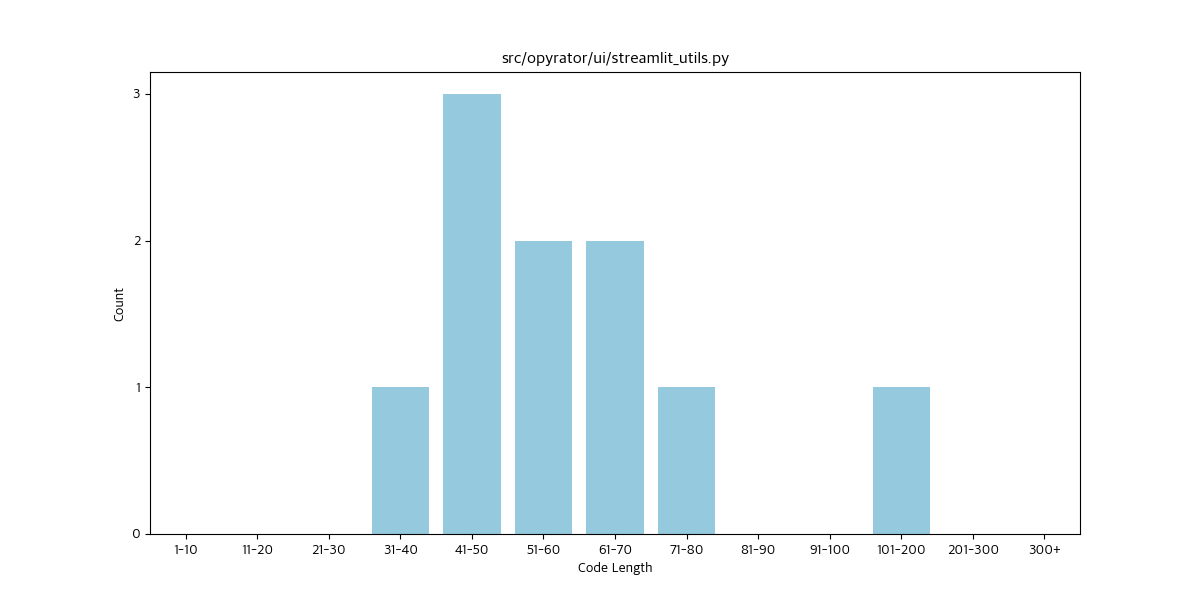 src/opyrator/ui/streamlit_utils.py
Count
3
2
1
0
1-10 11-20 21-30 31-40 41-50 51-60 61-70 71-80 81-90 91-100 101-200 201-300 300+
Code Length